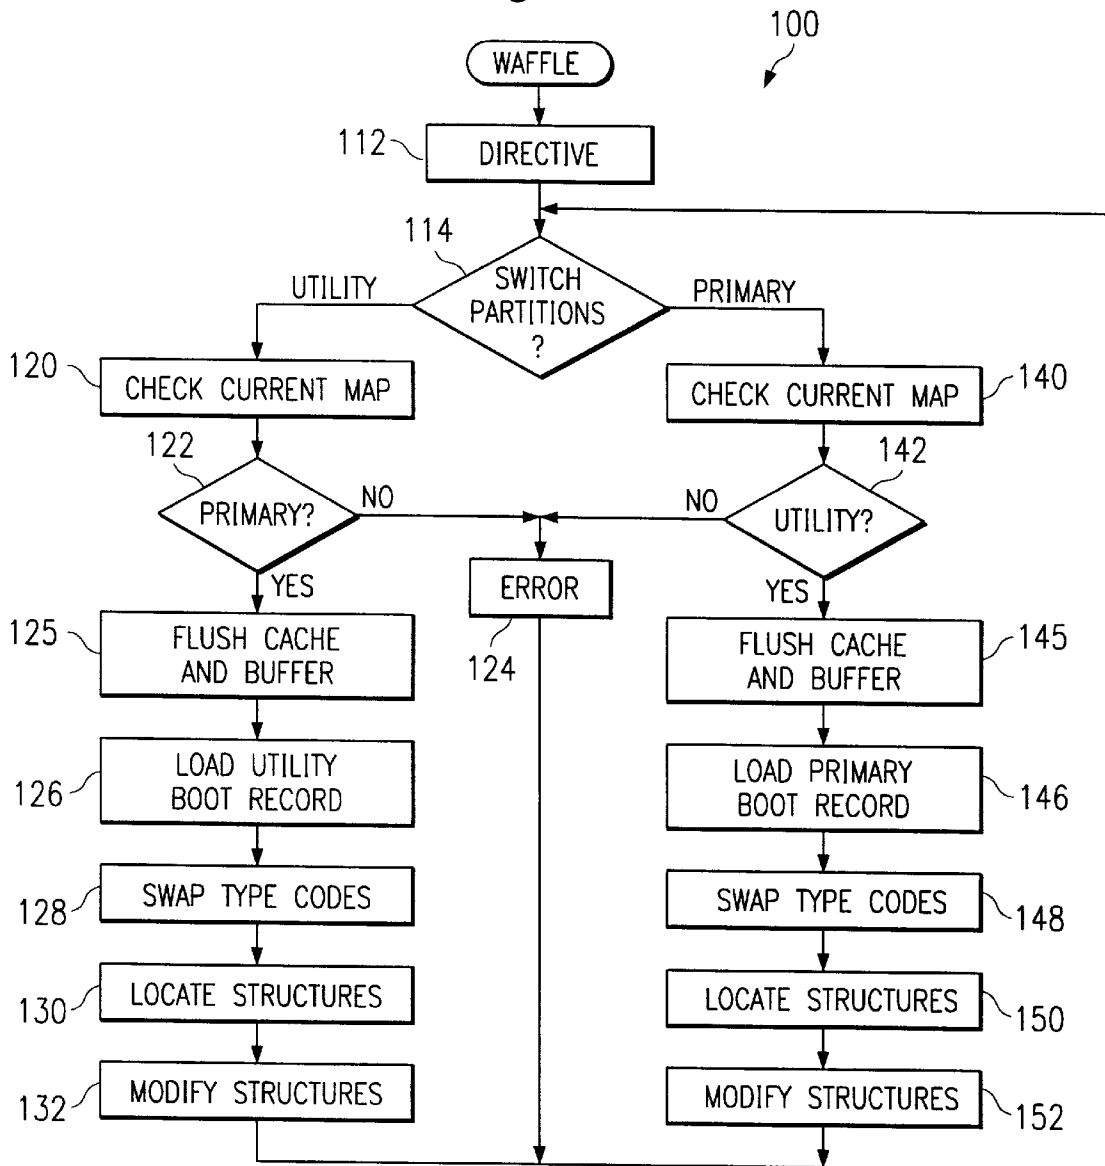 100
WAFFLE
112
DIRECTIVE
114
SWITCH
PARTITIONS
?
UTILITY
PRIMARY
120
CHECK CURRENT MAP
CHECK CURRENT MAP
140
122
PRIMARY?
NO
NO
UTILITY?
142
YES
ERROR
124
YES
125
FLUSH CACHE
AND BUFFER
FLUSH CACHE
AND BUFFER
145
126
LOAD UTILITY
BOOT RECORD
LOAD PRIMARY
BOOT RECORD
146
128
SWAP TYPE CODES
SWAP TYPE CODES
148
130
LOCATE STRUCTURES
LOCATE STRUCTURES
150
132
MODIFY STRUCTURES
MODIFY STRUCTURES
152